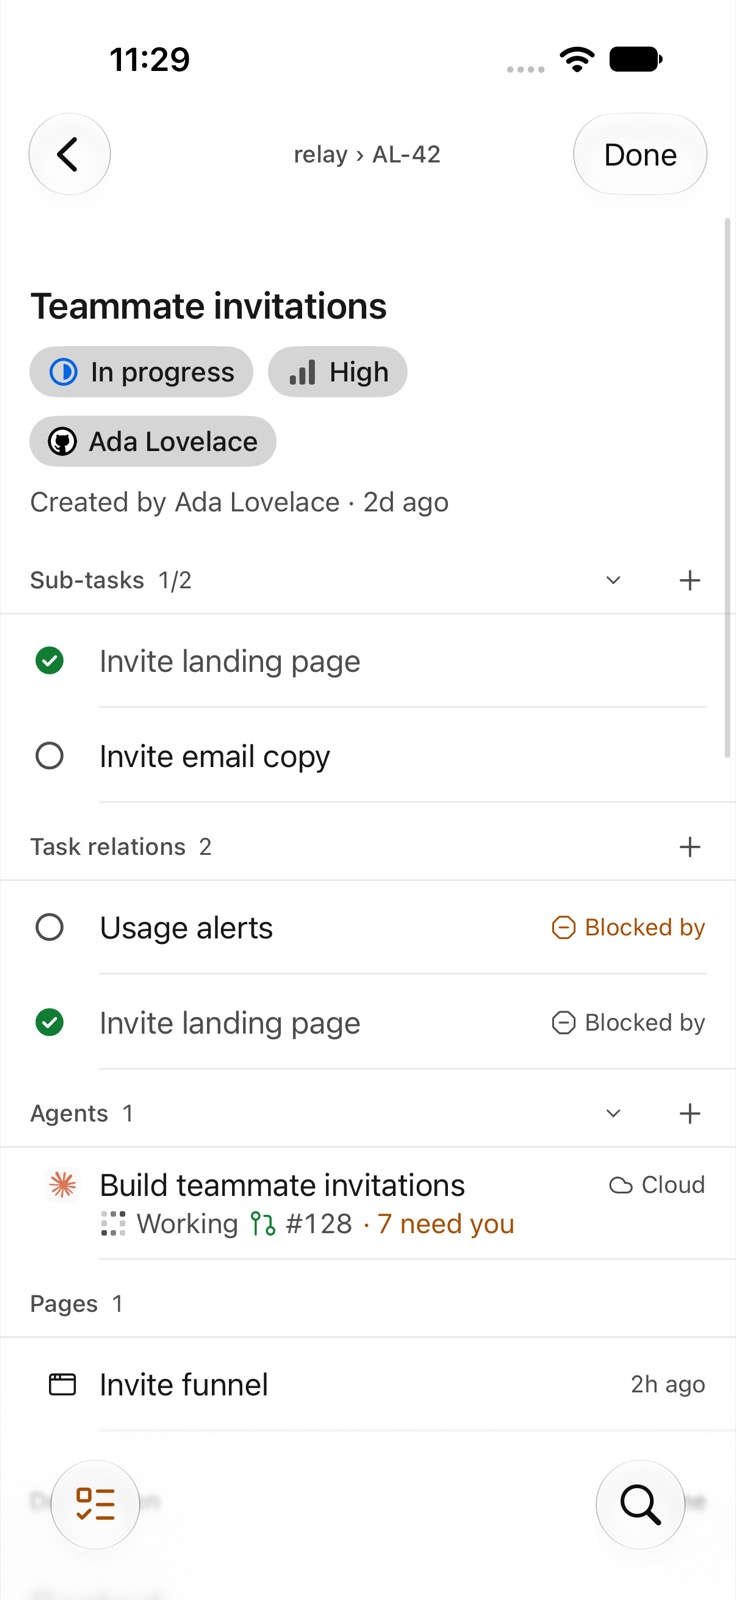 11:29
relay › AL-42
Done
Teammate invitations
In progress
High
Ada Lovelace
Created by Ada Lovelace · 2d ago
Sub-tasks 1/2
Invite landing page
Invite email copy
Task relations 2
Usage alerts
Blocked by
Invite landing page
Blocked by
Agents 1
Build teammate invitations
Cloud
Working #128 · 7 need you
Pages 1
Invite funnel
2h ago